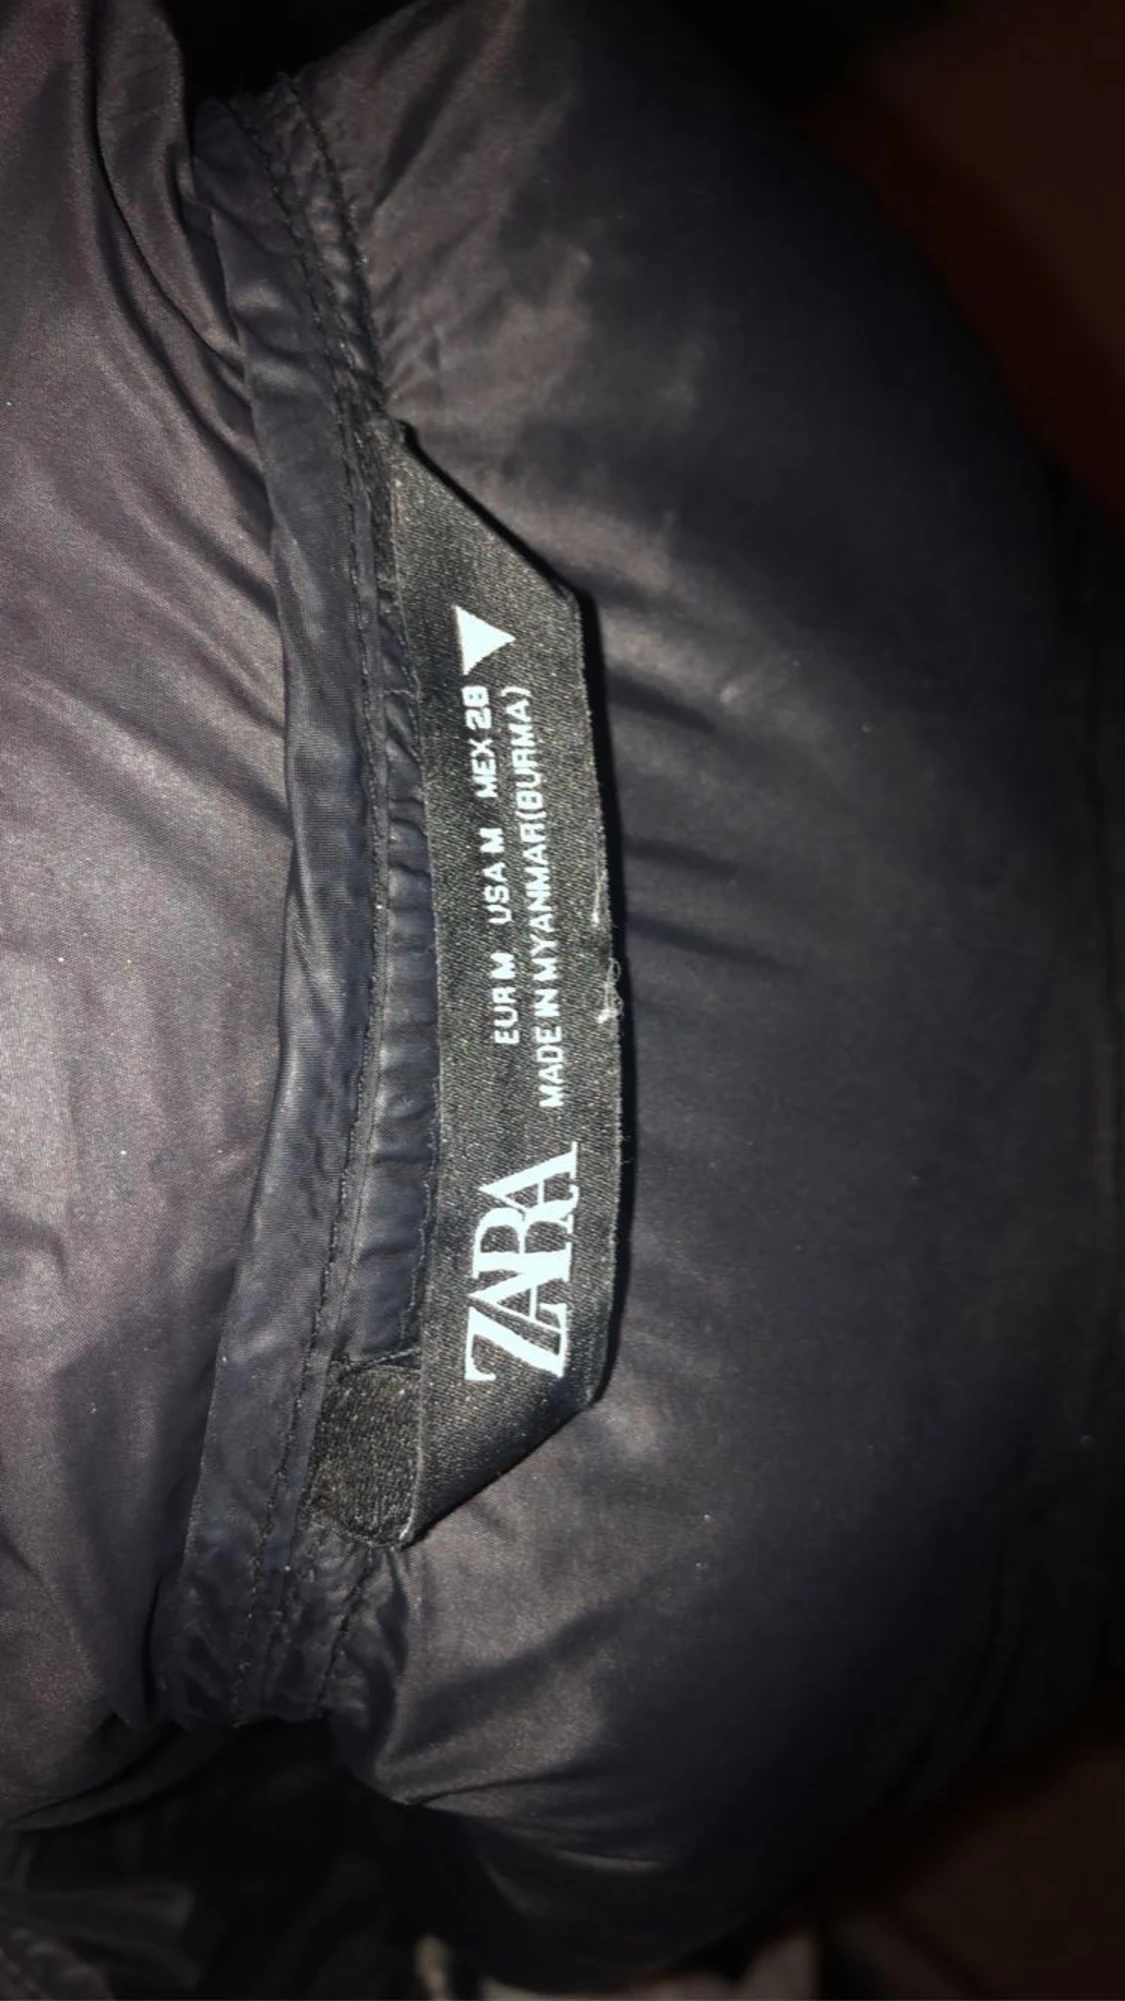 ZARA
EUR M USA M MEX 28
MADE IN MYANMAR(BURMA)